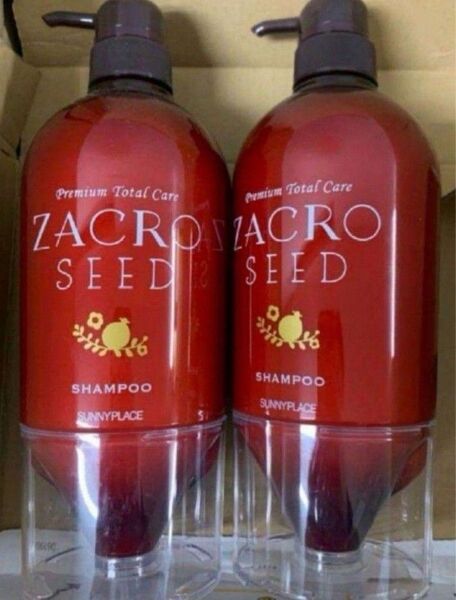 Premium Total Care
ZACRO
SEED
SHAMPOO
SUNNYPLACE
Premium Total Care
ZACRO
SEED
SHAMPOO
SUNNYPLACE